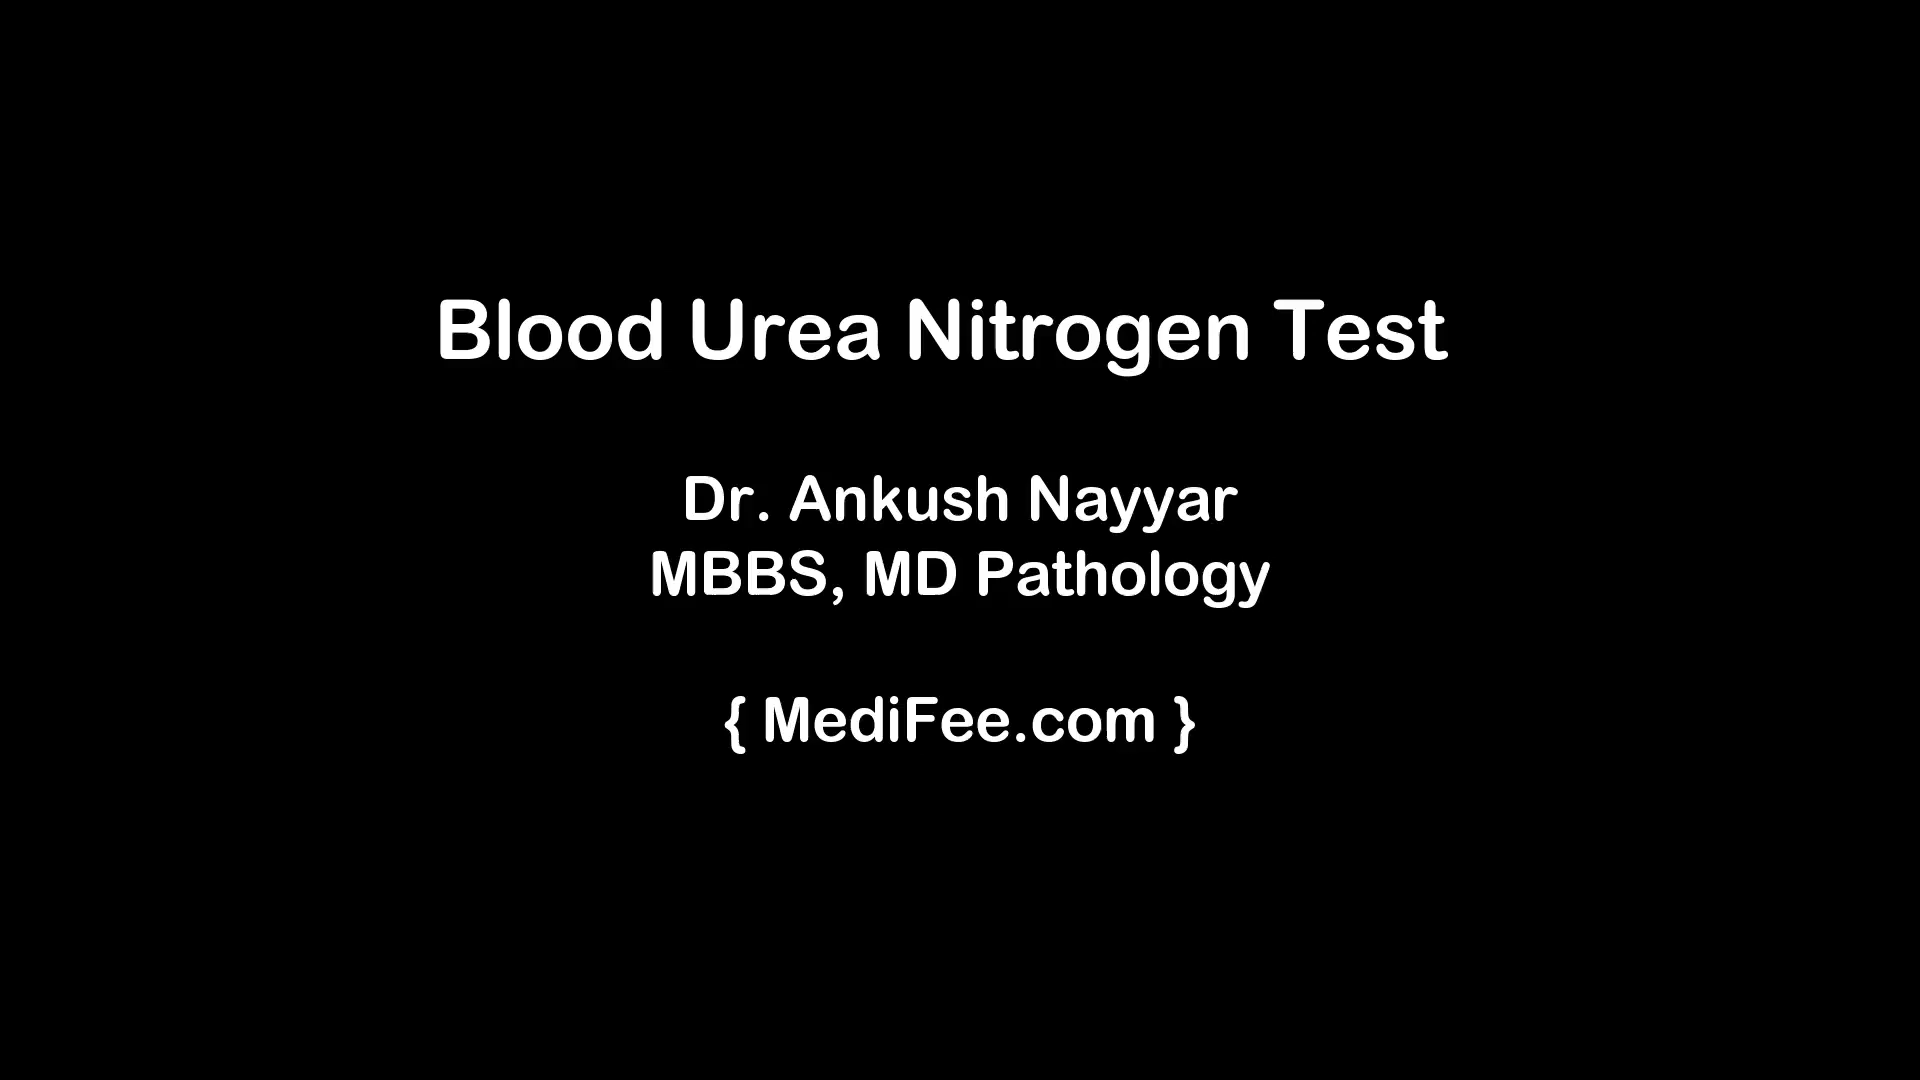 Blood Urea Nitrogen Test
Dr. Ankush Nayyar
MBBS, MD Pathology
{ MediFee.com }